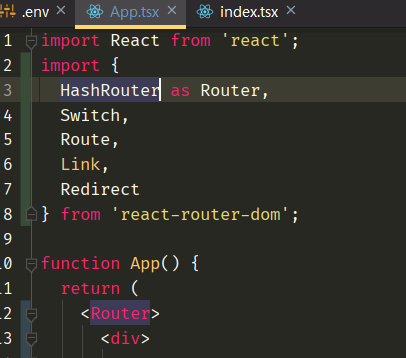 .env × App.tsx × index.tsx ×
1 import React from 'react';
2 import {
3 HashRouter as Router,
4 Switch,
5 Route,
6 Link,
7 Redirect
8 } from 'react-router-dom';
9
10 function App() {
11 return (
12 <Router>
13 <div>